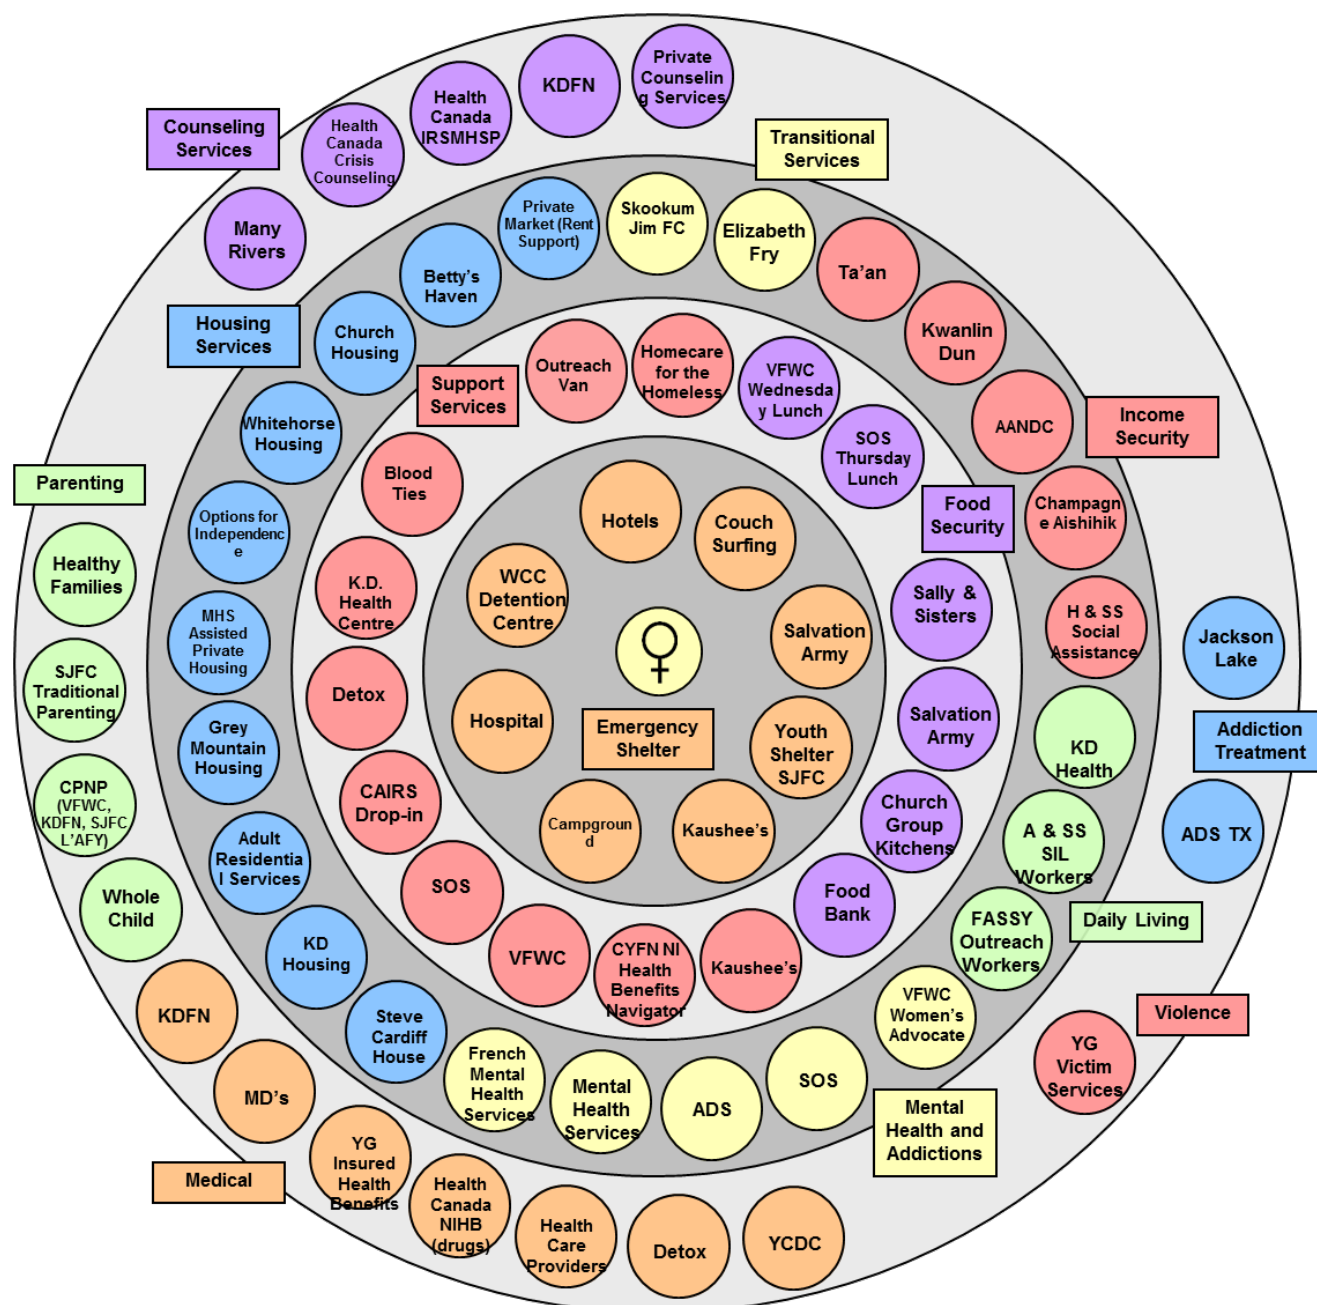 Private
Counselin
g Services
KDFN
Health
Canada
IRSMHSP
Health
Canada
Crisis
Counseling
Counseling
Services
Many
Rivers
Transitional
Services
Private
Market (Rent
Support)
Skookum
Jim FC
Elizabeth
Fry
Betty's
Haven
Ta'an
Housing
Services
Church
Housing
Kwanlin
Dun
Support
Services
Outreach
Van
Homecare
for the
Homeless
VFWC
Wednesda
y Lunch
SOS
Thursday
Lunch
AANDC
Income
Security
Whitehorse
Housing
Blood
Ties
Parenting
Food
Security
Champagn
e Aishihik
Hotels
Couch
Surfing
Options for
Independenc
e
Healthy
Families
K.D.
Health
Centre
WCC
Detention
Centre
Sally &
Sisters
H & SS
Social
Assistance
Jackson
Lake
MHS
Assisted
Private
Housing
Salvation
Army
SJFC
Traditional
Parenting
Detox
Hospital
Emergency
Shelter
Youth
Shelter
SJFC
Salvation
Army
KD
Health
Addiction
Treatment
Grey
Mountain
Housing
CPNP
(VFWC,
KDFN, SJFC
L'AFY)
CAIRS
Drop-in
Campgroun
d
Kaushee's
Church
Group
Kitchens
A & SS
SIL
Workers
ADS TX
Adult
Residentia
l Services
Whole
Child
SOS
Food
Bank
FASSY
Outreach
Workers
Daily Living
KD
Housing
VFWC
CYFN NI
Health
Benefits
Navigator
Kaushee's
KDFN
Steve
Cardiff
House
VFWC
Women's
Advocate
Violence
YG
Victim
Services
MD's
French
Mental
Health
Services
Mental
Health
Services
ADS
SOS
Mental
Health and
Addictions
Medical
YG
Insured
Health
Benefits
Health
Canada
NIHB
(drugs)
Health
Care
Providers
Detox
YCDC